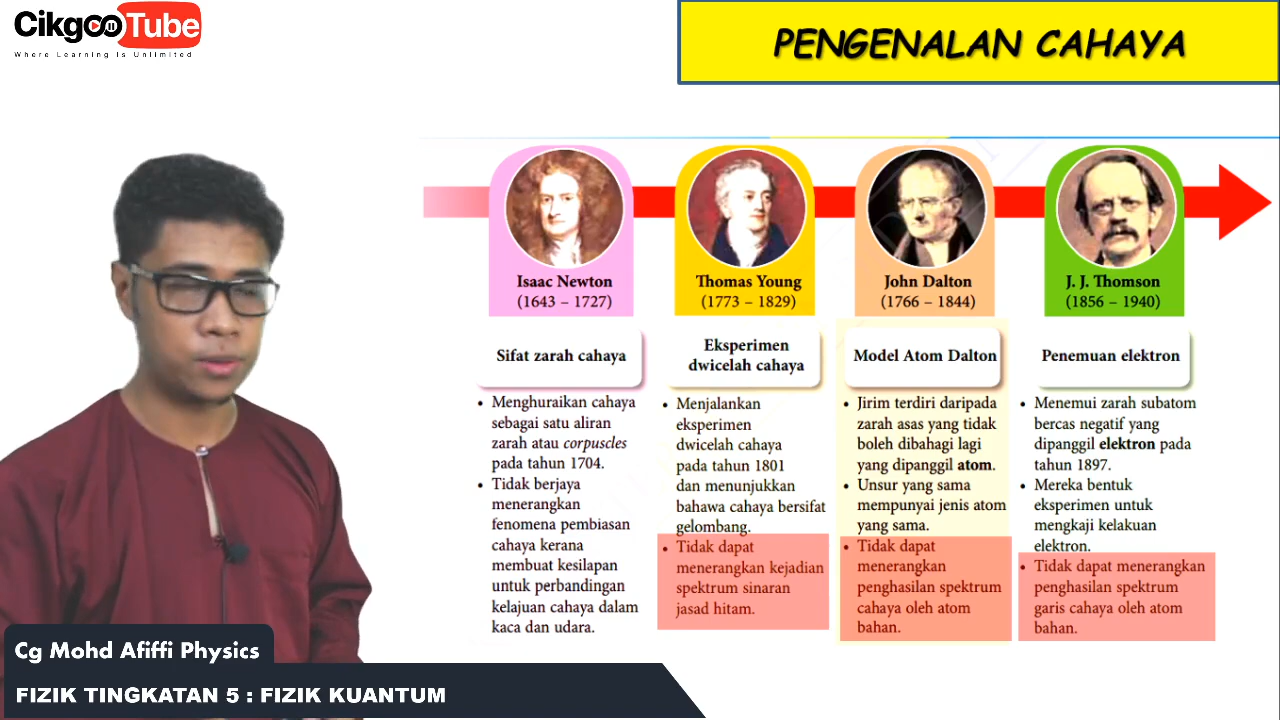 CikgooTube
Where Learning Is Unlimited
PENGENALAN CAHAYA
Isaac Newton
(1643 – 1727)
Sifat zarah cahaya
• Menghuraikan cahaya
sebagai satu aliran
zarah atau corpuscles
pada tahun 1704.
• Tidak berjaya
menerangkan
fenomena pembiasan
cahaya kerana
membuat kesilapan
untuk perbandingan
kelajuan cahaya dalam
kaca dan udara.
Thomas Young
(1773 – 1829)
Eksperimen
dwicelah cahaya
• Menjalankan
eksperimen
dwicelah cahaya
pada tahun 1801
dan menunjukkan
bahawa cahaya bersifat
gelombang.
• Tidak dapat
menerangkan kejadian
spektrum sinaran
jasad hitam.
John Dalton
(1766 – 1844)
Model Atom Dalton
• Jirim terdiri daripada
zarah asas yang tidak
boleh dibahagi lagi
yang dipanggil atom.
• Unsur yang sama
mempunyai jenis atom
yang sama.
• Tidak dapat
menerangkan
penghasilan spektrum
cahaya oleh atom
bahan.
J. J. Thomson
(1856 – 1940)
Penemuan elektron
• Menemui zarah subatom
bercas negatif yang
dipanggil elektron pada
tahun 1897.
• Mereka bentuk
eksperimen untuk
mengkaji kelakuan
elektron.
• Tidak dapat menerangkan
penghasilan spektrum
garis cahaya oleh atom
bahan.
Cg Mohd Afiffi Physics
FIZIK TINGKATAN 5 : FIZIK KUANTUM